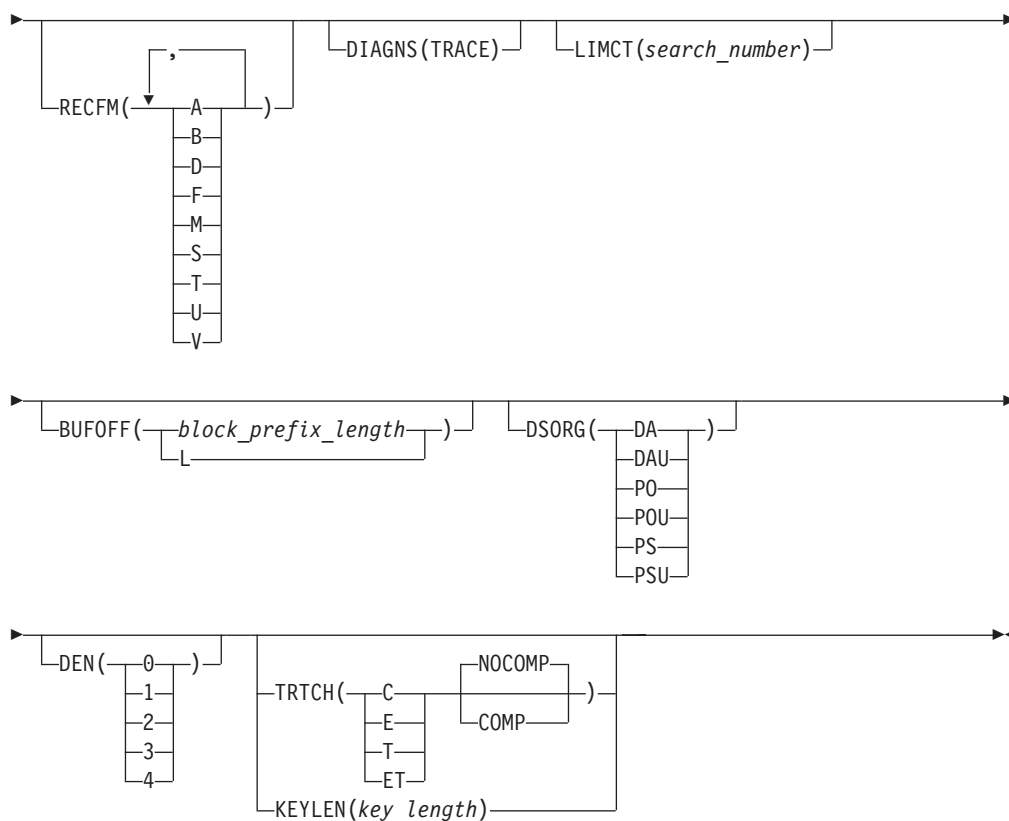 DIAGNS(TRACE)
LIMCT(search_number)
,
RECFM(
A
)
B
D
F
M
S
T
U
V
BUFOFF(
block_prefix_length
)
L
DSORG(
DA
)
DAU
PO
POU
PS
PSU
DEN(
0
)
1
2
3
4
NOCOMP
TRTCH(
C
)
E
COMP
T
ET
KEYLEN(key length)